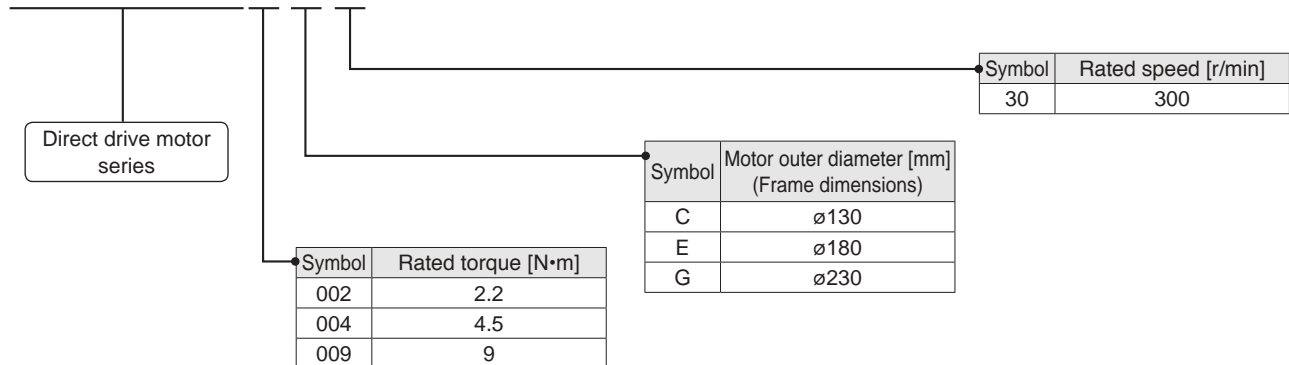 Symbol Rated speed [r/min]
30 300
Direct drive motor
series
Symbol Motor outer diameter [mm]
(Frame dimensions)
C ø130
E ø180
G ø230
Symbol Rated torque [N•m]
002 2.2
004 4.5
009 9